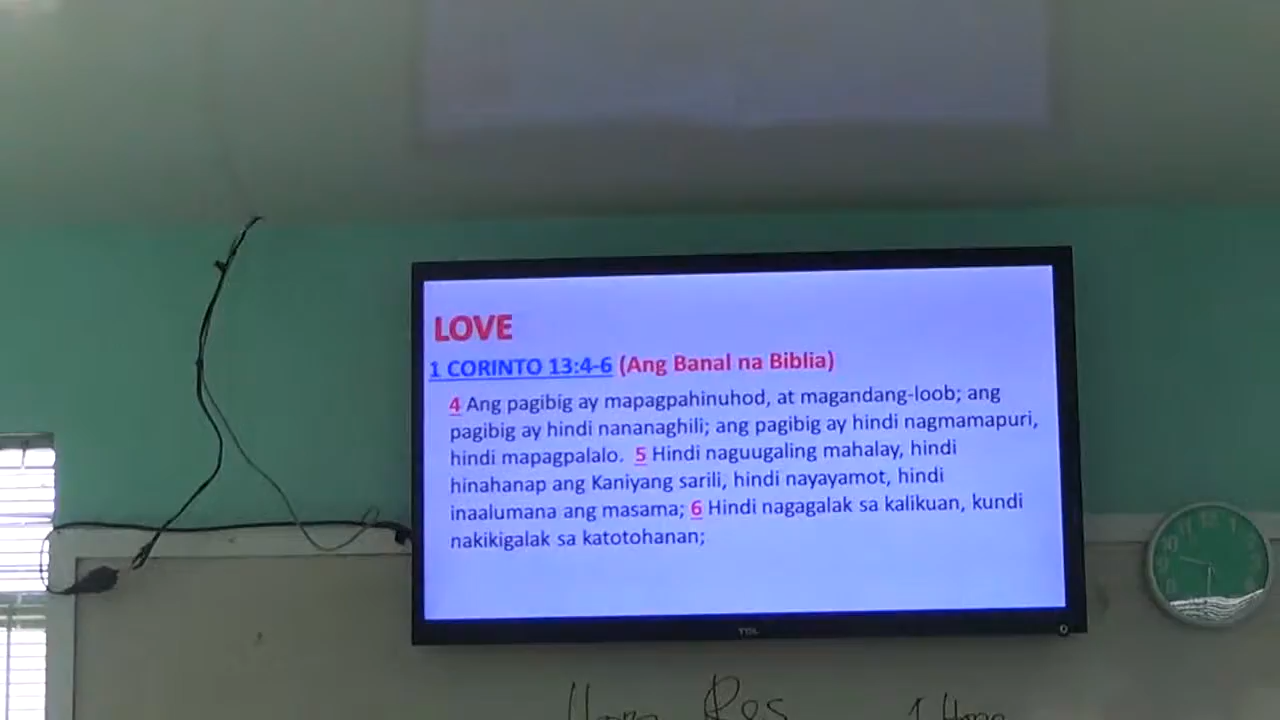 LOVE
1 CORINTO 13:4-6 (Ang Banal na Biblia)
4 Ang pagibig ay mapagpahinuhod, at magandang-loob; ang
pagibig ay hindi nananaghili; ang pagibig ay hindi nagmamapuri,
hindi mapagpalalo. 5 Hindi naguugaling mahalay, hindi
hinahanap ang Kaniyang sarili, hindi nayayamot, hindi
inaalumana ang masama; 6 Hindi nagagalak sa kalikuan, kundi
nakikigalak sa katotohanan;
TCL